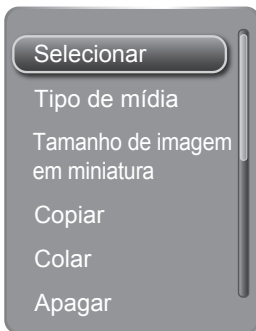 Selecionar
Tipo de mídia
Tamanho de imagem
em miniatura
Copiar
Colar
Apagar